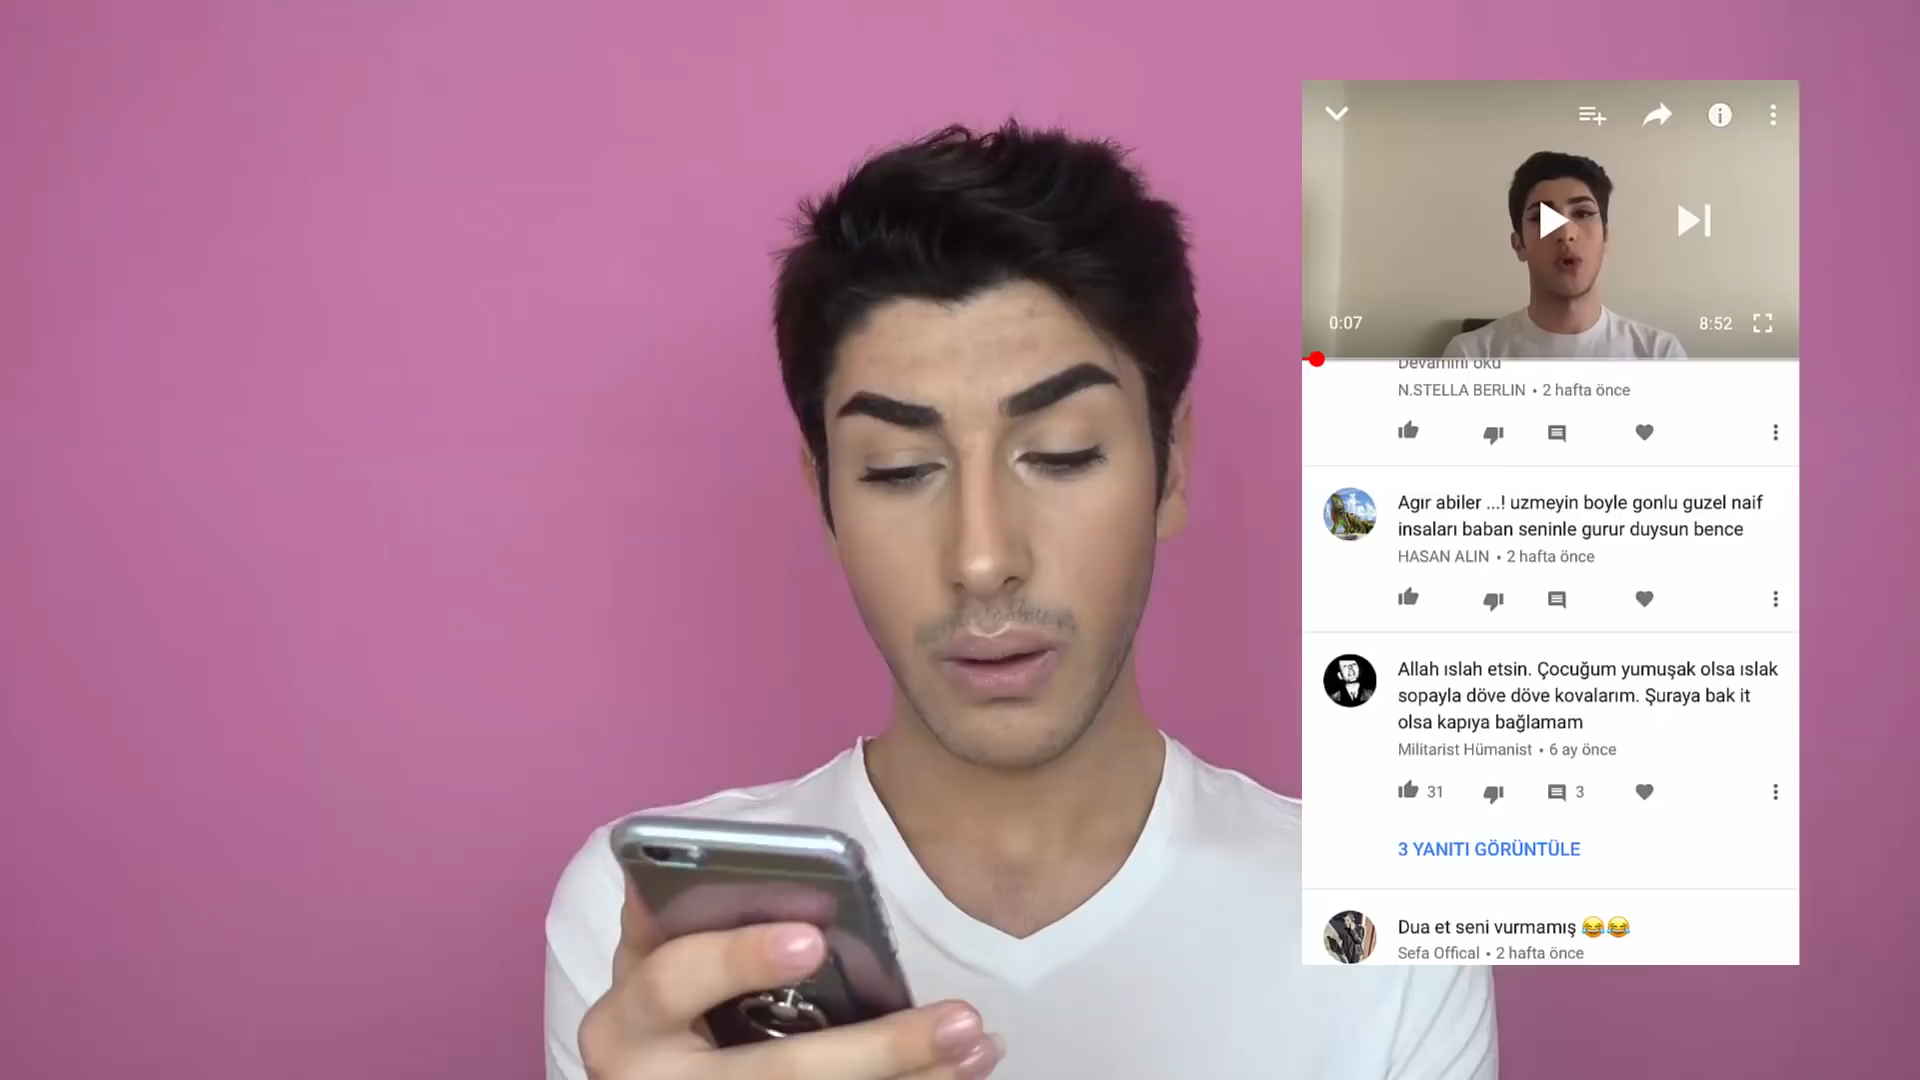 0:07
8:52
Devamını oku
N.STELLA BERLIN • 2 hafta önce
Agır abiler ...! uzmeyin boyle gonlu guzel naif
insaları baban seninle gurur duysun bence
HASAN ALIN • 2 hafta önce
Allah ıslah etsin. Çocuğum yumuşak olsa ıslak
sopayla döve döve kovalarım. Şuraya bak it
olsa kapıya bağlamam
Militarist Hümanist • 6 ay önce
31
3
3 YANITI GÖRÜNTÜLE
Dua et seni vurmamış 😂😂
Sefa Offical • 2 hafta önce